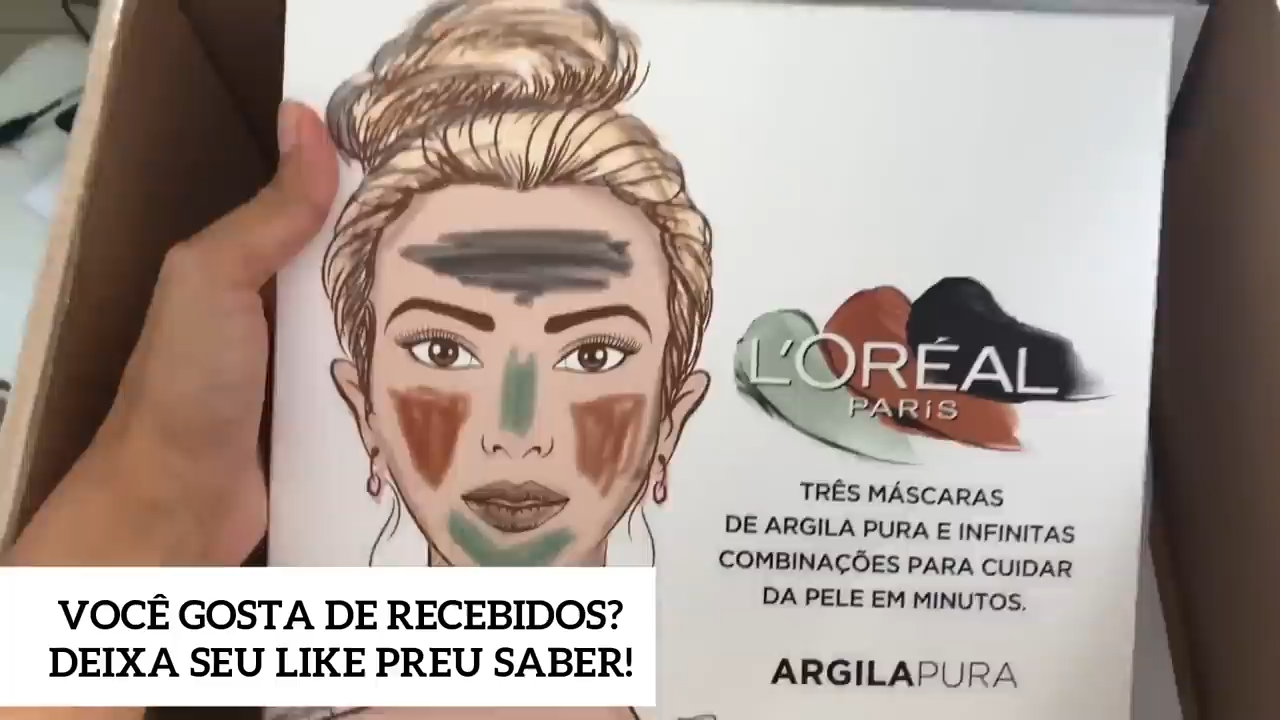 L'ORÉAL
PARÍS
TRÊS MÁSCARAS
DE ARGILA PURA E INFINITAS
COMBINAÇÕES PARA CUIDAR
DA PELE EM MINUTOS.
ARGILAPURA
VOCÊ GOSTA DE RECEBIDOS?
DEIXA SEU LIKE PREU SABER!